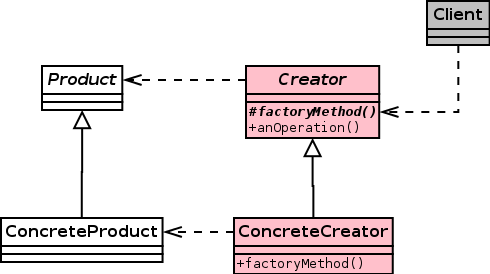 Client
Product
Creator
#factoryMethod()
+anOperation()
ConcreteProduct
ConcreteCreator
+factoryMethod()